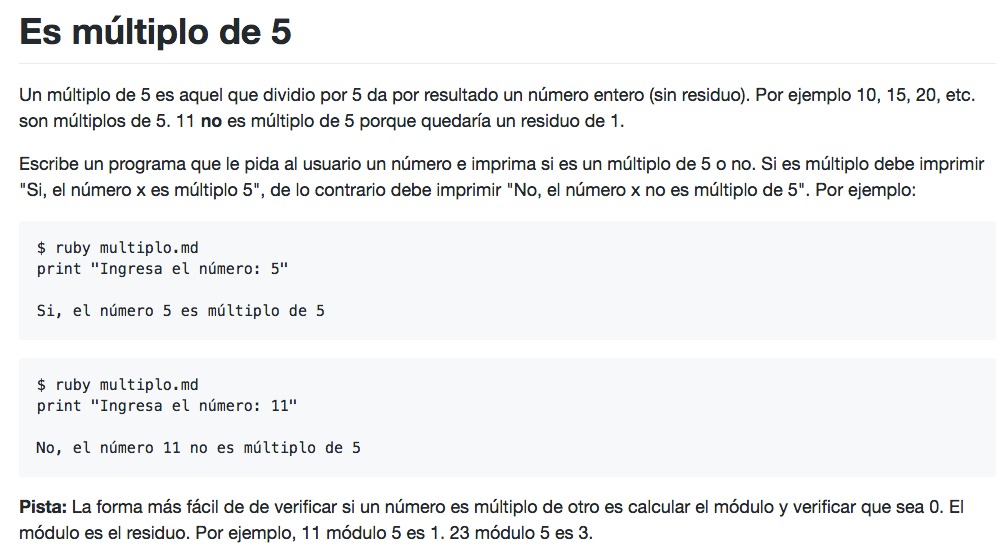 Es múltiplo de 5
Un múltiplo de 5 es aquel que dividio por 5 da por resultado un número entero (sin residuo). Por ejemplo 10, 15, 20, etc.
son múltiplos de 5. 11 no es múltiplo de 5 porque quedaría un residuo de 1.
Escribe un programa que le pida al usuario un número e imprima si es un múltiplo de 5 o no. Si es múltiplo debe imprimir
"Si, el número x es múltiplo 5", de lo contrario debe imprimir "No, el número x no es múltiplo de 5". Por ejemplo:
$ ruby multiplo.md
print "Ingresa el número: 5"
Si, el número 5 es múltiplo de 5
$ ruby multiplo.md
print "Ingresa el número: 11"
No, el número 11 no es múltiplo de 5
Pista: La forma más fácil de de verificar si un número es múltiplo de otro es calcular el módulo y verificar que sea 0. El
módulo es el residuo. Por ejemplo, 11 módulo 5 es 1. 23 módulo 5 es 3.